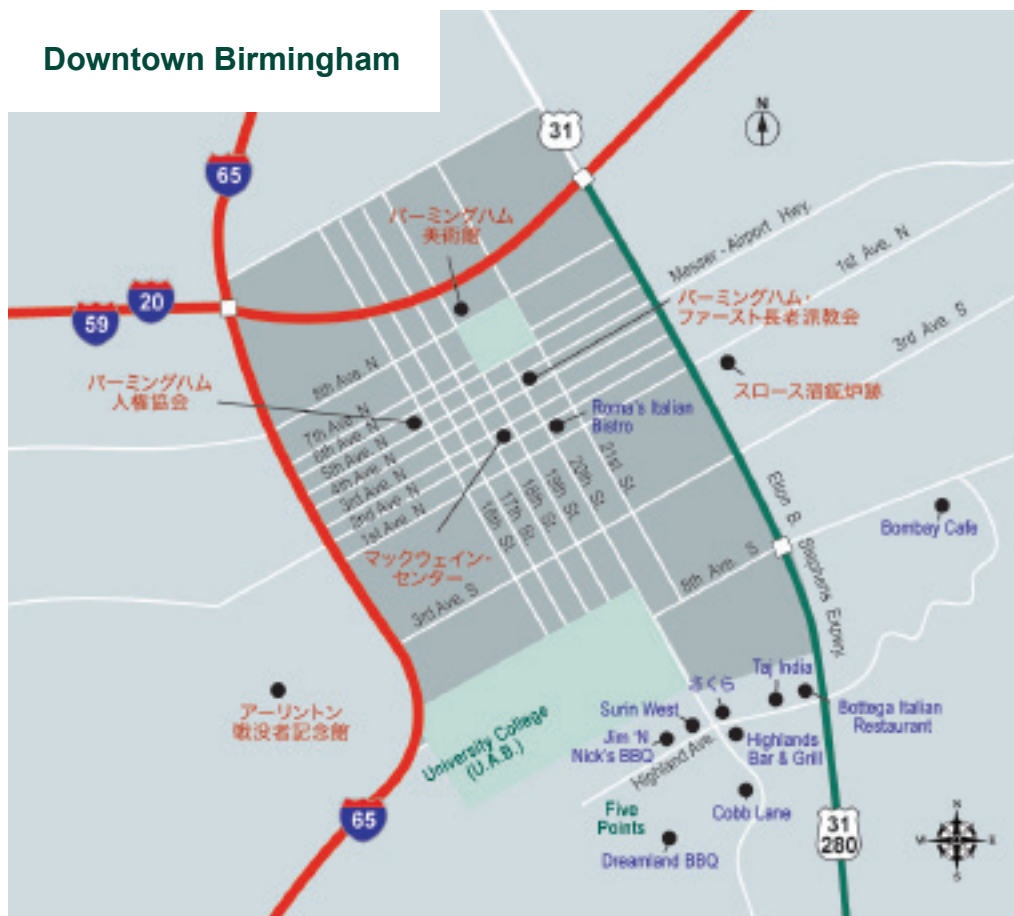 Downtown Birmingham
31
N
65
バーミングハム
美術館
Messer - Airport Hwy.
1st Ave. N
20
59
バーミングハム・
ファースト長老派教会
3rd Ave. S
バーミングハム
人権協会
8th Ave. N
スロース溶鉱炉跡
7th Ave. N
6th Ave. N
5th Ave. N
4th Ave. N
3rd Ave. N
2nd Ave. N
1st Ave. N
Roma's Italian
Bistro
21st St
20th St
19th St
18th St
17th St
16th St
マックウェイン・
センター
Elton B. Stephens Expwy.
Bombay Cafe
8th Ave. S
3rd Ave. S
アーリントン
戦没者記念館
University College
(U.A.B.)
Taj India
Surin West
Bottega Italian
Restaurant
Jim 'N
Nick's BBQ
Highlands
Bar & Grill
Highland Ave.
Five
Points
Cobb Lane
Dreamland BBQ
65
31
280
N
W
E
S